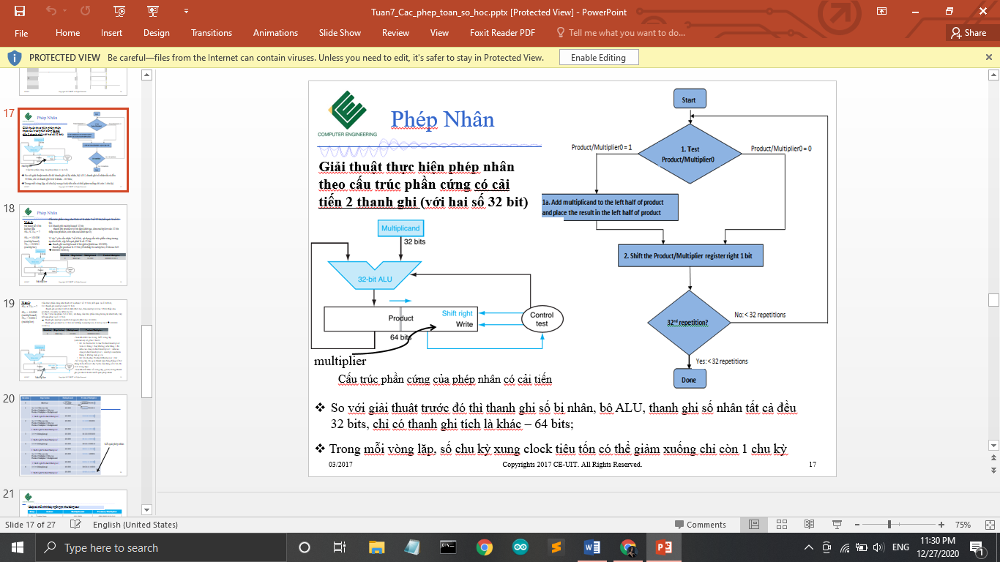 Tuan7_Cac_phep_toan_so_hoc.pptx [Protected View] - PowerPoint
File Home Insert Design Transitions Animations Slide Show Review View Foxit Reader PDF Tell me what you want to do... Share
PROTECTED VIEW Be careful—files from the Internet can contain viruses. Unless you need to edit, it's safer to stay in Protected View. Enable Editing
17
Phép Nhân
18
Phép Nhân
19
20
21
COMPUTER ENGINEERING
Phép Nhân
Giải thuật thực hiện phép nhân
theo cấu trúc phần cứng có cải
tiến 2 thanh ghi (với hai số 32 bit)
Multiplicand
32 bits
32-bit ALU
Product
Shift right
Write
64 bits
Control
test
multiplier
Cấu trúc phần cứng của phép nhân có cải tiến
Start
1. Test
Product/Multiplier0
Product/Multiplier0 = 1
Product/Multiplier0 = 0
1a. Add multiplicand to the left half of product
and place the result in the left half of product
2. Shift the Product/Multiplier register right 1 bit
32nd repetition?
No: < 32 repetitions
Yes: < 32 repetitions
Done
❖ So với giải thuật trước đó thì thanh ghi số bị nhân, bộ ALU, thanh ghi số nhân tất cả đều
32 bits, chỉ có thanh ghi tích là khác – 64 bits;
❖ Trong mỗi vòng lặp, số chu kỳ xung clock tiêu tốn có thể giảm xuống chỉ còn 1 chu kỳ
03/2017 Copyrights 2017 CE-UIT. All Rights Reserved. 17
Slide 17 of 27 English (United States) Comments 75%
Type here to search
ENG
11:30 PM
12/27/2020
1